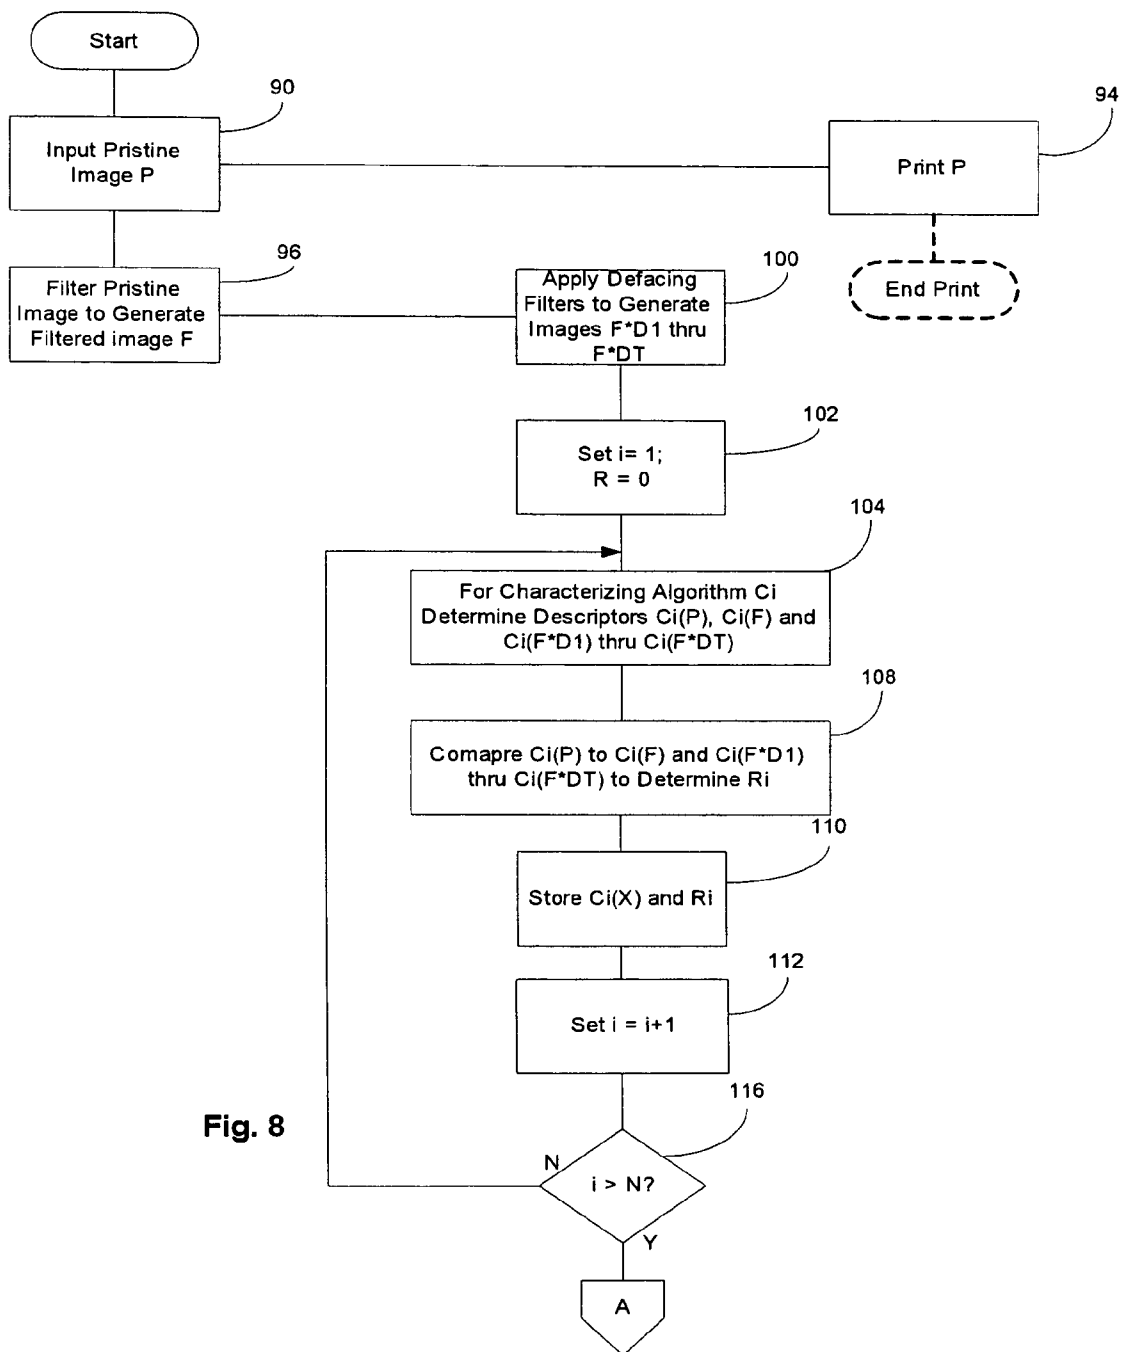 Start
90
Input Pristine
Image P
94
Print P
96
Filter Pristine
Image to Generate
Filtered image F
100
Apply Defacing
Filters to Generate
Images F*D1 thru
F*DT
End Print
102
Set i= 1;
R = 0
104
For Characterizing Algorithm Ci
Determine Descriptors Ci(P), Ci(F) and
Ci(F*D1) thru Ci(F*DT)
108
Comapre Ci(P) to Ci(F) and Ci(F*D1)
thru Ci(F*DT) to Determine Ri
110
Store Ci(X) and Ri
112
Set i = i+1
116
Fig. 8
N
i > N?
Y
A